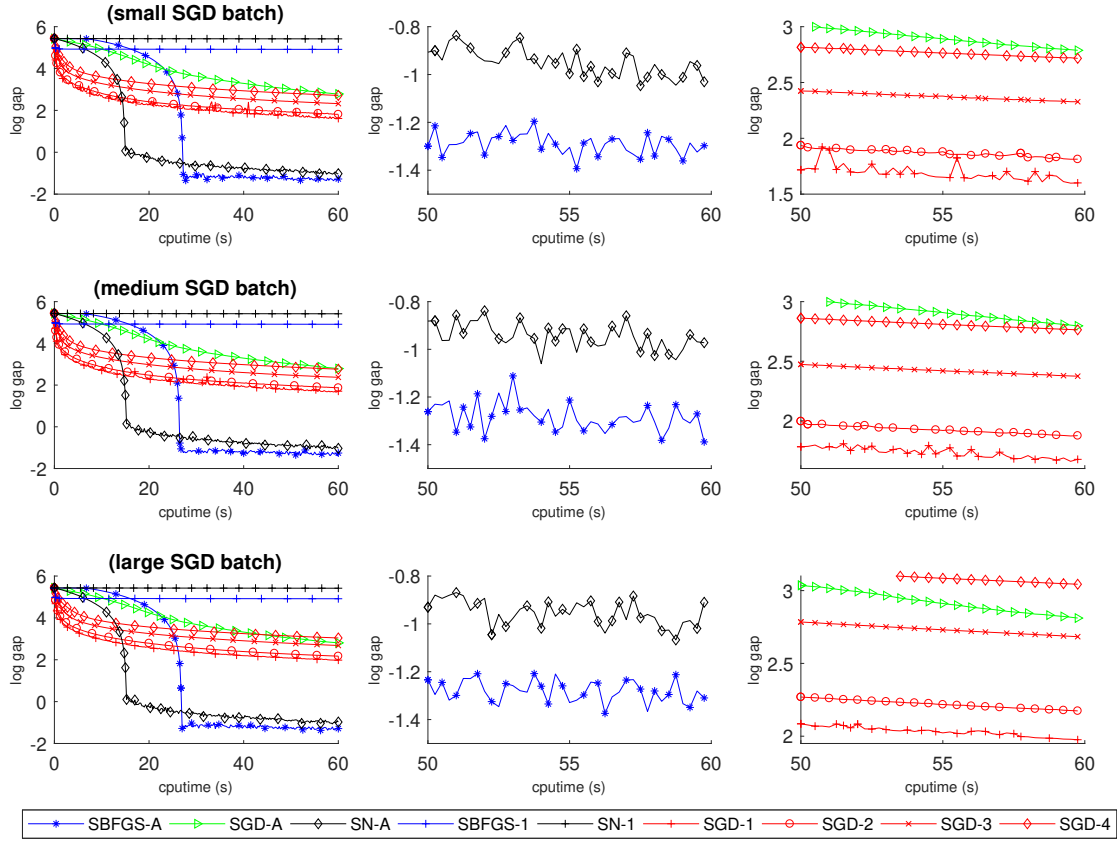 (small SGD batch)
6
4
2
0
-2
log gap
0 20 40 60
cputime (s)
-0.8
-1
-1.2
-1.4
log gap
50 55 60
cputime (s)
3
2.5
2
1.5
log gap
50 55 60
cputime (s)
(medium SGD batch)
6
4
2
0
-2
log gap
0 20 40 60
cputime (s)
-0.8
-1
-1.2
-1.4
log gap
50 55 60
cputime (s)
3
2.5
2
log gap
50 55 60
cputime (s)
(large SGD batch)
6
4
2
0
-2
log gap
0 20 40 60
cputime (s)
-0.8
-1
-1.2
-1.4
log gap
50 55 60
cputime (s)
3
2.5
2
log gap
50 55 60
cputime (s)
SBFGS-A SGD-A SN-A SBFGS-1 SN-1 SGD-1 SGD-2 SGD-3 SGD-4